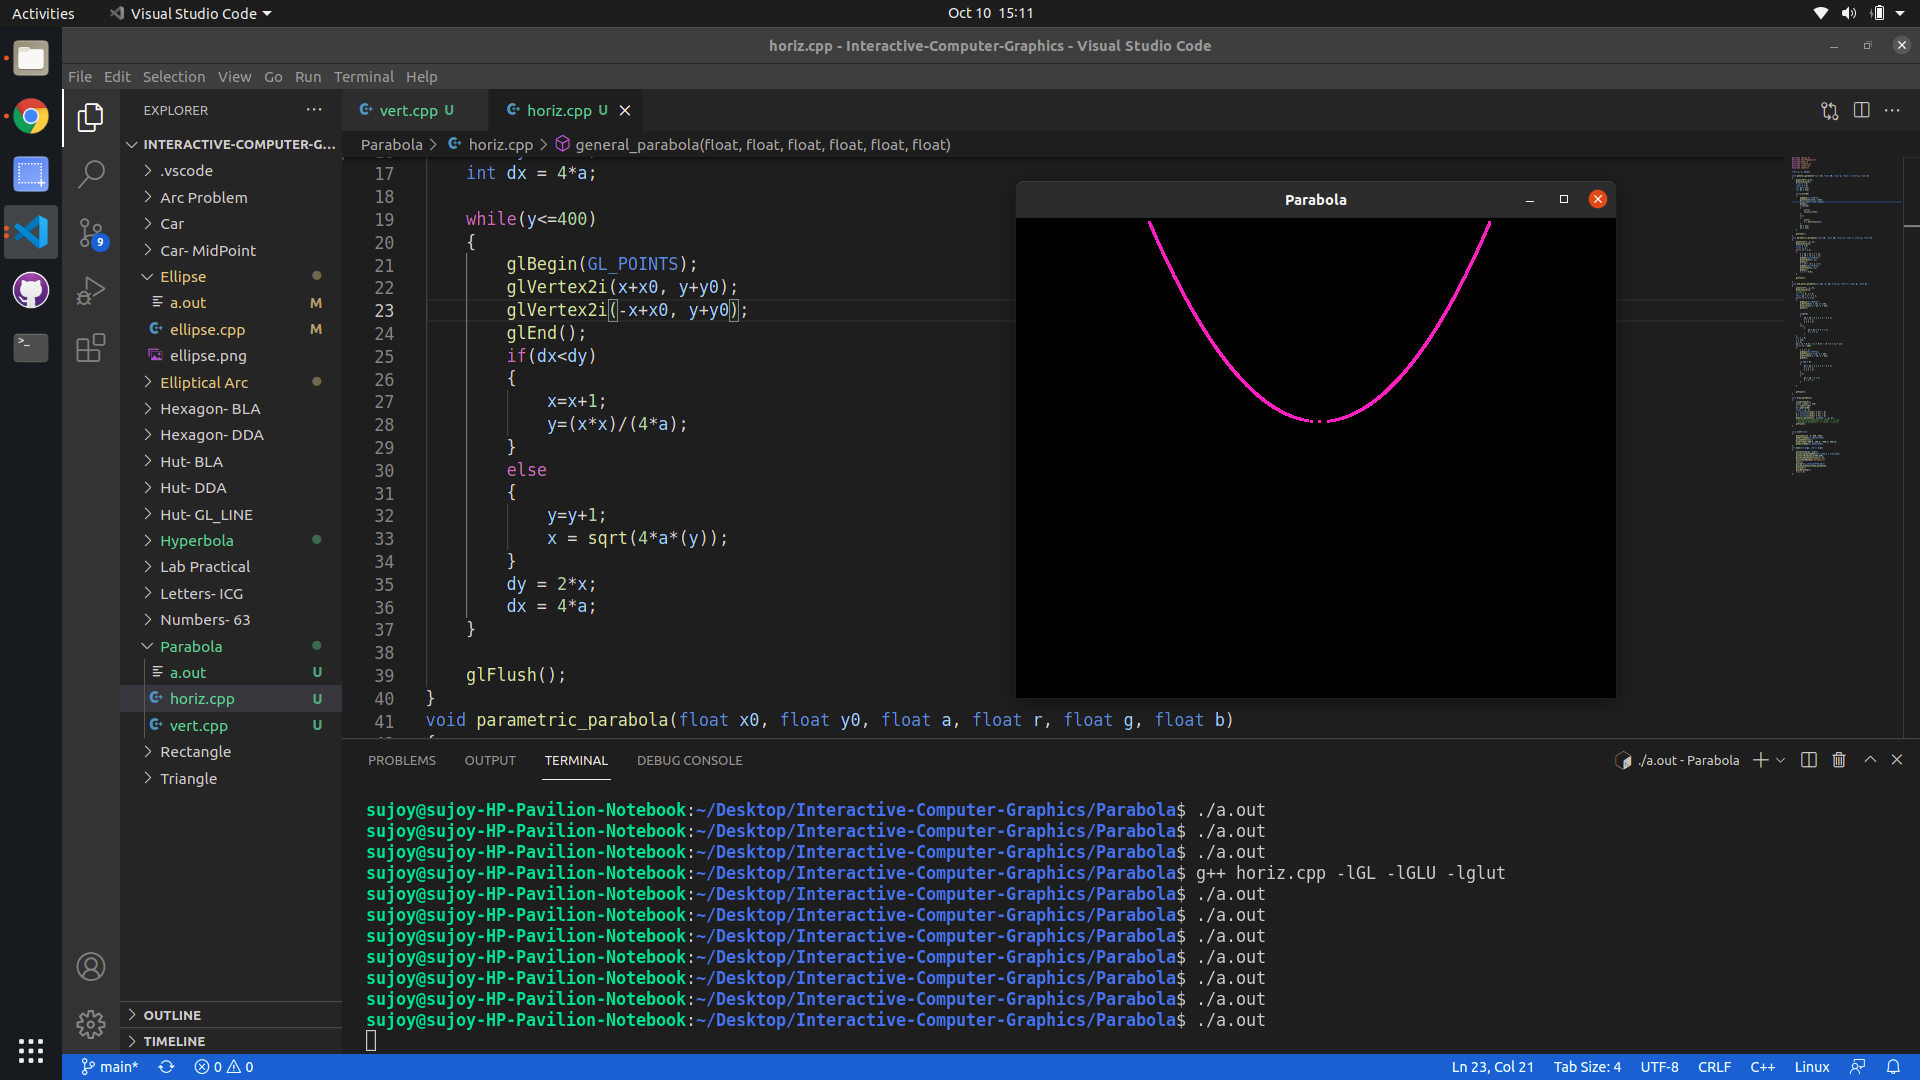 Activities
Visual Studio Code
Oct 10 15:11
horiz.cpp - Interactive-Computer-Graphics - Visual Studio Code
File Edit Selection View Go Run Terminal Help
EXPLORER
INTERACTIVE-COMPUTER-G...
.vscode
Arc Problem
Car
Car- MidPoint
Ellipse
a.out M
ellipse.cpp M
ellipse.png
Elliptical Arc
Hexagon- BLA
Hexagon- DDA
Hut- BLA
Hut- DDA
Hut- GL_LINE
Hyperbola
Lab Practical
Letters- ICG
Numbers- 63
Parabola
a.out U
horiz.cpp U
vert.cpp U
Rectangle
Triangle
OUTLINE
TIMELINE
9
vert.cpp U
horiz.cpp U
Parabola > horiz.cpp > general_parabola(float, float, float, float, float, float)
17 int dx = 4*a;
18
19 while(y<=400)
20 {
21 glBegin(GL_POINTS);
22 glVertex2i(x+x0, y+y0);
23 glVertex2i(-x+x0, y+y0);
24 glEnd();
25 if(dx<dy)
26 {
27 x=x+1;
28 y=(x*x)/(4*a);
29 }
30 else
31 {
32 y=y+1;
33 x = sqrt(4*a*(y));
34 }
35 dy = 2*x;
36 dx = 4*a;
37 }
38
39 glFlush();
40 }
41 void parametric_parabola(float x0, float y0, float a, float r, float g, float b)
Parabola
PROBLEMS OUTPUT TERMINAL DEBUG CONSOLE
./a.out - Parabola
sujoy@sujoy-HP-Pavilion-Notebook:~/Desktop/Interactive-Computer-Graphics/Parabola$ ./a.out
sujoy@sujoy-HP-Pavilion-Notebook:~/Desktop/Interactive-Computer-Graphics/Parabola$ ./a.out
sujoy@sujoy-HP-Pavilion-Notebook:~/Desktop/Interactive-Computer-Graphics/Parabola$ ./a.out
sujoy@sujoy-HP-Pavilion-Notebook:~/Desktop/Interactive-Computer-Graphics/Parabola$ g++ horiz.cpp -lGL -lGLU -lglut
sujoy@sujoy-HP-Pavilion-Notebook:~/Desktop/Interactive-Computer-Graphics/Parabola$ ./a.out
sujoy@sujoy-HP-Pavilion-Notebook:~/Desktop/Interactive-Computer-Graphics/Parabola$ ./a.out
sujoy@sujoy-HP-Pavilion-Notebook:~/Desktop/Interactive-Computer-Graphics/Parabola$ ./a.out
sujoy@sujoy-HP-Pavilion-Notebook:~/Desktop/Interactive-Computer-Graphics/Parabola$ ./a.out
sujoy@sujoy-HP-Pavilion-Notebook:~/Desktop/Interactive-Computer-Graphics/Parabola$ ./a.out
sujoy@sujoy-HP-Pavilion-Notebook:~/Desktop/Interactive-Computer-Graphics/Parabola$ ./a.out
sujoy@sujoy-HP-Pavilion-Notebook:~/Desktop/Interactive-Computer-Graphics/Parabola$ ./a.out
main* 0 0
Ln 23, Col 21 Tab Size: 4 UTF-8 CRLF C++ Linux